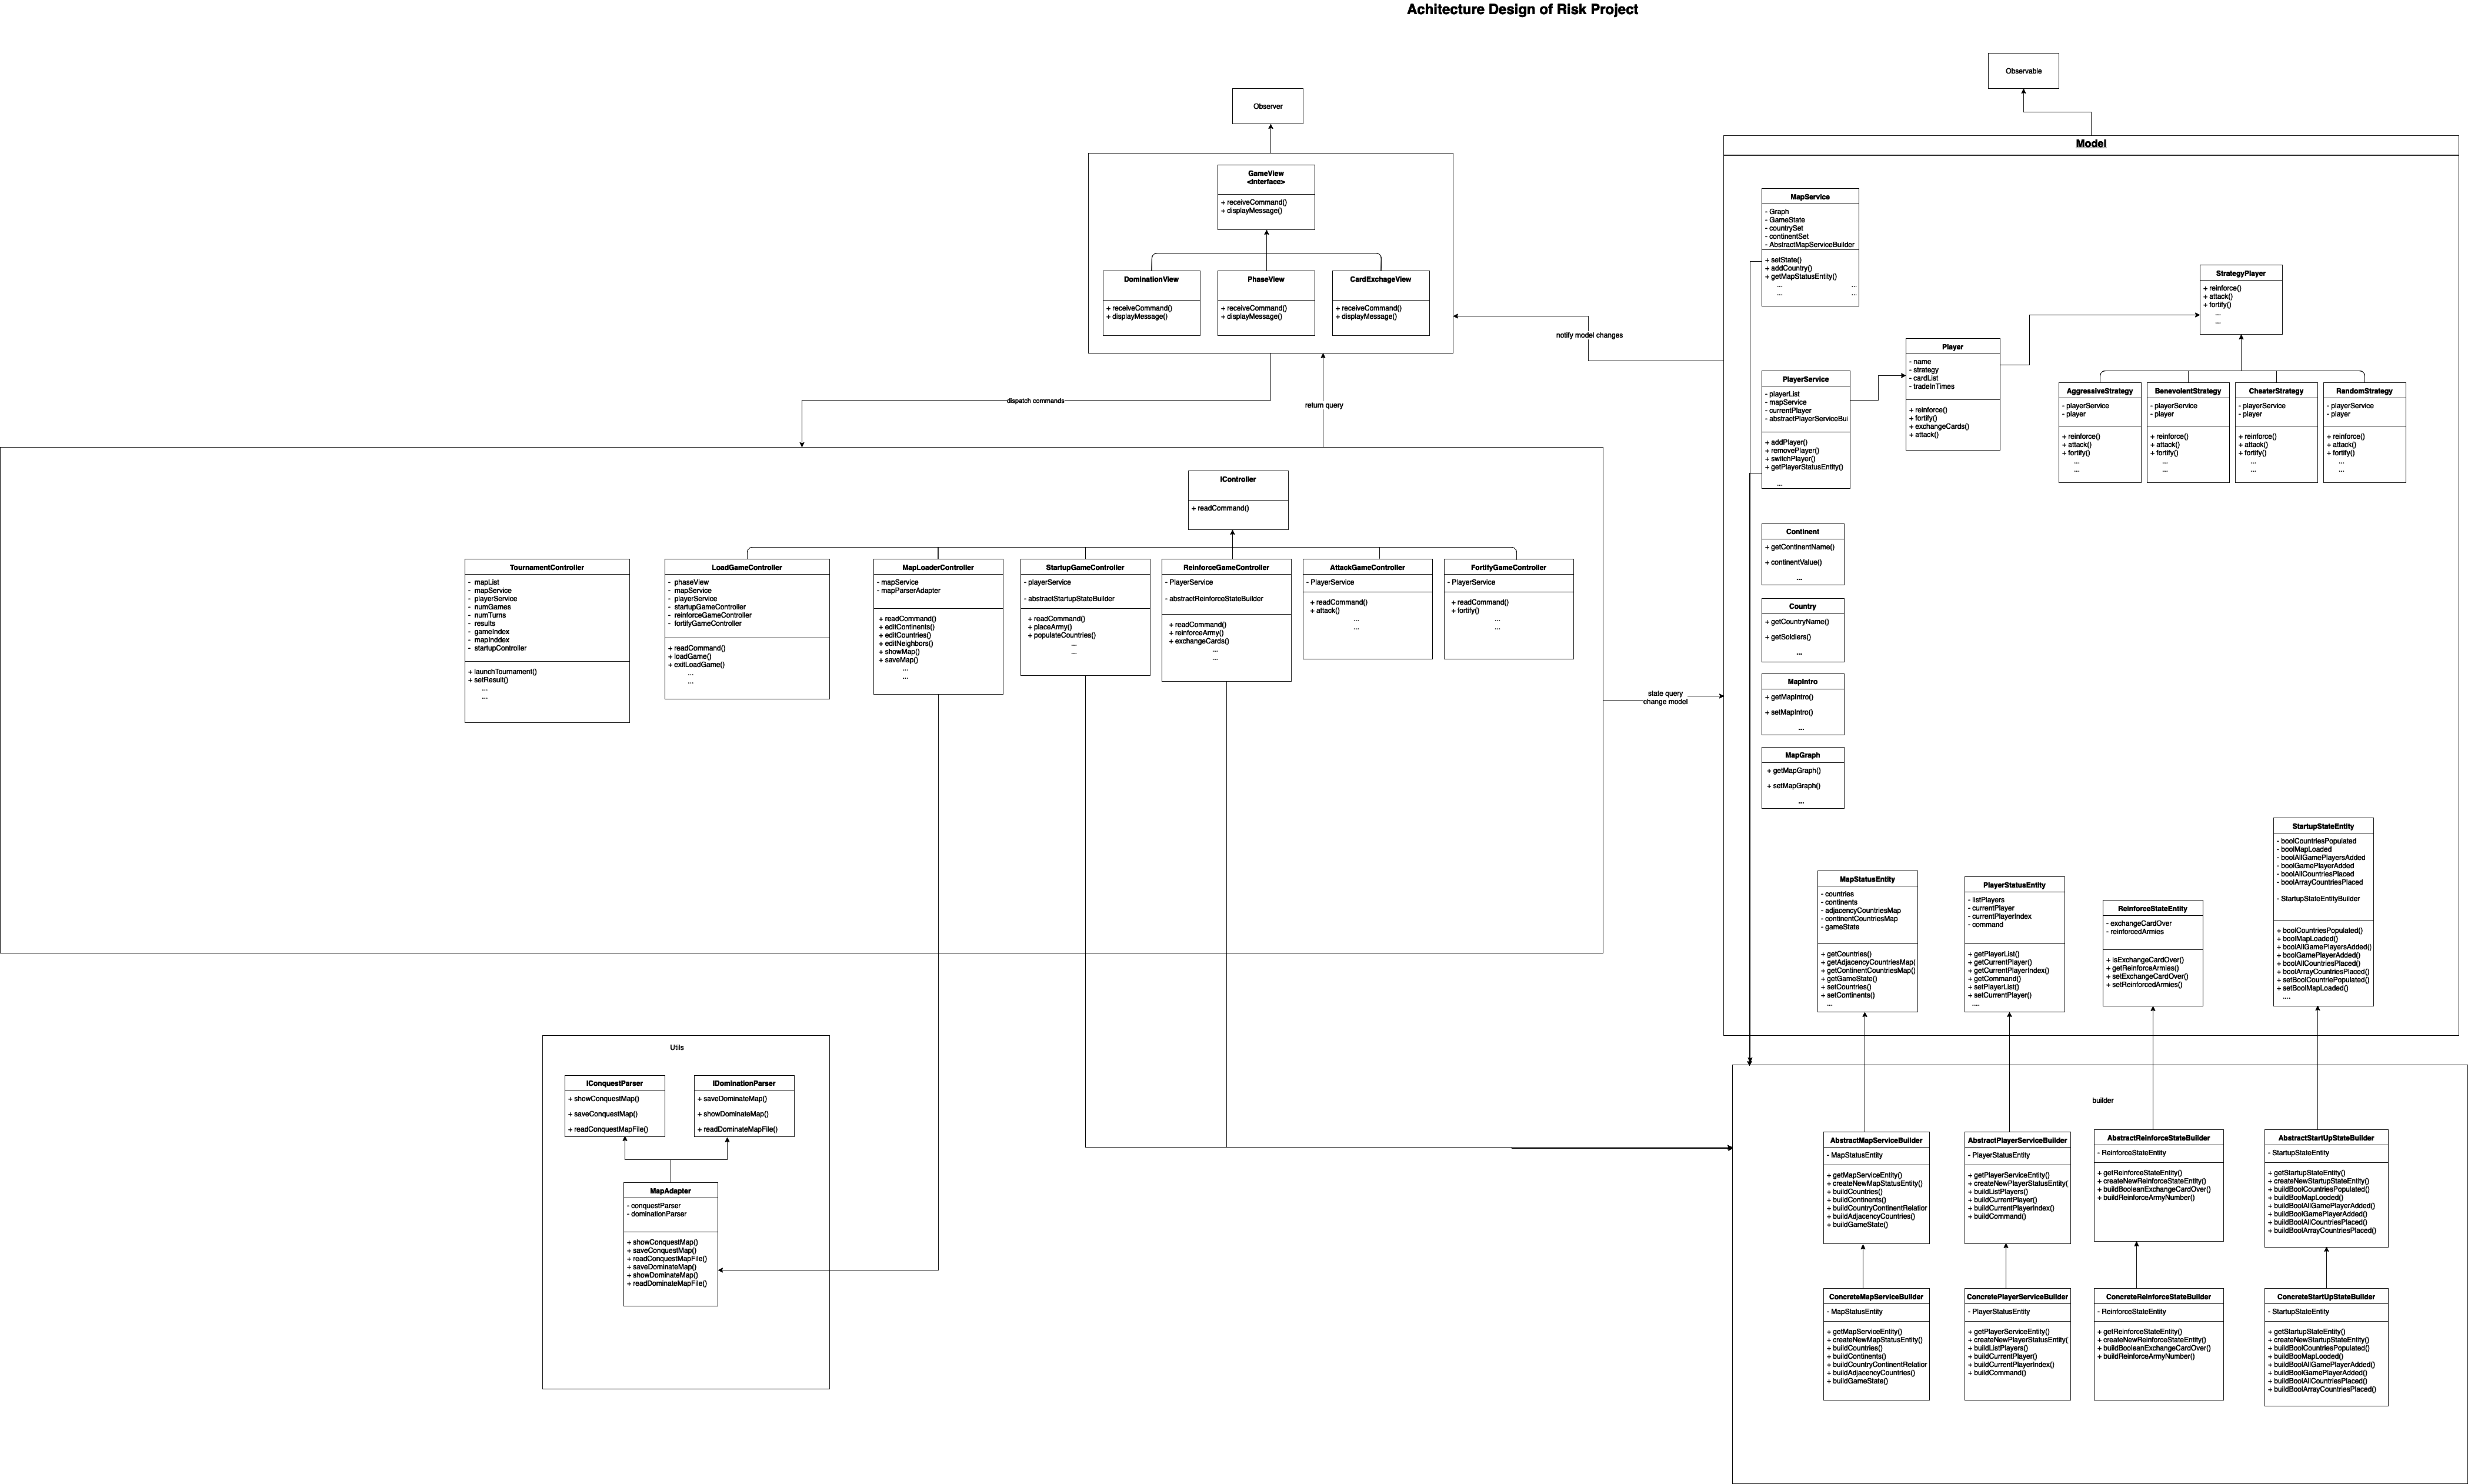 Achitecture Design of Risk Project
Observable
Observer
Model
GameView
<Interface>
+ receiveCommand()
+ displayMessage()
DominationView
+ receiveCommand()
+ displayMessage()
PhaseView
+ receiveCommand()
+ displayMessage()
CardExchageView
+ receiveCommand()
+ displayMessage()
notify model changes
dispatch commands
return query
MapService
- Graph
- GameState
- countrySet
- continentSet
- AbstractMapServiceBuilder
+ setState()
+ addCountry()
+ getMapStatusEntity()
... ...
... ...
StrategyPlayer
+ reinforce()
+ attack()
+ fortify()
...
...
Player
- name
- strategy
- cardList
- tradeInTimes
+ reinforce()
+ fortify()
+ exchangeCards()
+ attack()
PlayerService
- playerList
- mapService
- currentPlayer
- abstractPlayerServiceBui
+ addPlayer()
+ removePlayer()
+ switchPlayer()
+ getPlayerStatusEntity()
...
AggressiveStrategy
- playerService
- player
+ reinforce()
+ attack()
+ fortify()
...
...
BenevolentStrategy
- playerService
- player
+ reinforce()
+ attack()
+ fortify()
...
...
CheaterStrategy
- playerService
- player
+ reinforce()
+ attack()
+ fortify()
...
...
RandomStrategy
- playerService
- player
+ reinforce()
+ attack()
+ fortify()
...
...
IController
+ readCommand()
TournamentController
- mapList
- mapService
- playerService
- numGames
- numTurns
- results
- gameIndex
- mapInddex
- startupController
+ launchTournament()
+ setResult()
...
...
LoadGameController
- phaseView
- mapService
- playerService
- startupGameController
- reinforceGameController
- fortifyGameController
+ readCommand()
+ loadGame()
+ exitLoadGame()
...
...
MapLoaderController
- mapService
- mapParserAdapter
+ readCommand()
+ editContinents()
+ editCountries()
+ editNeighbors()
+ showMap()
+ saveMap()
...
...
StartupGameController
- playerService
- abstractStartupStateBuilder
+ readCommand()
+ placeArmy()
+ populateCountries()
...
...
ReinforceGameController
- PlayerService
- abstractReinforceStateBuilder
+ readCommand()
+ reinforceArmy()
+ exchangeCards()
...
...
AttackGameController
- PlayerService
+ readCommand()
+ attack()
...
...
FortifyGameController
- PlayerService
+ readCommand()
+ fortify()
...
...
state query
change model
Continent
+ getContinentName()
+ continentValue()
...
Country
+ getCountryName()
+ getSoldiers()
...
MapIntro
+ getMapIntro()
+ setMapIntro()
...
MapGraph
+ getMapGraph()
+ setMapGraph()
...
MapStatusEntity
- countries
- continents
- adjacencyCountriesMap
- continentCountriesMap
- gameState
+ getCountries()
+ getAdjacencyCountriesMap(
+ getContinentCountriesMap()
+ getGameState()
+ setCountries()
+ setContinents()
...
PlayerStatusEntity
- listPlayers
- currentPlayer
- currentPlayerIndex
- command
+ getPlayerList()
+ getCurrentPlayer()
+ getCurrentPlayerIndex()
+ getCommand()
+ setPlayerList()
+ setCurrentPlayer()
....
ReinforceStateEntity
- exchangeCardOver
- reinforcedArmies
+ isExchangeCardOver()
+ getReinforceArmies()
+ setExchangeCardOver()
+ setReinforcedArmies()
StartupStateEntity
- boolCountriesPopulated
- boolMapLoaded
- boolAllGamePlayersAdded
- boolGamePlayerAdded
- boolAllCountriesPlaced
- boolArrayCountriesPlaced
- StartupStateEntityBuilder
+ boolCountriesPopulated()
+ boolMapLoaded()
+ boolAllGamePlayersAdded()
+ boolGamePlayerAdded()
+ boolAllCountriesPlaced()
+ boolArrayCountriesPlaced()
+ setBoolCountriePopulated()
+ setBoolMapLoaded()
....
Utils
IConquestParser
+ showConquestMap()
+ saveConquestMap()
+ readConquestMapFile()
IDominationParser
+ saveDominateMap()
+ showDominateMap()
+ readDominateMapFile()
MapAdapter
- conquestParser
- dominationParser
+ showConquestMap()
+ saveConquestMap()
+ readConquestMapFile()
+ saveDominateMap()
+ showDominateMap()
+ readDominateMapFile()
builder
AbstractMapServiceBuilder
- MapStatusEntity
+ getMapServiceEntity()
+ createNewMapStatusEntity()
+ buildCountries()
+ buildContinents()
+ buildCountryContinentRelatior
+ buildAdjacencyCountries()
+ buildGameState()
AbstractPlayerServiceBuilder
- PlayerStatusEntity
+ getPlayerServiceEntity()
+ createNewPlayerStatusEntity(
+ buildListPlayers()
+ buildCurrentPlayer()
+ buildCurrentPlayerIndex()
+ buildCommand()
AbstractReinforceStateBuilder
- ReinforceStateEntity
+ getReinforceStateEntity()
+ createNewReinforceStateEntity()
+ buildBooleanExchangeCardOver()
+ buildReinforceArmyNumber()
AbstractStartUpStateBuilder
- StartupStateEntity
+ getStartupStateEntity()
+ createNewStartupStateEntity()
+ buildBoolCountriesPopulated()
+ buildBooMapLooded()
+ buildBoolAllGamePlayerAdded()
+ buildBoolGamePlayerAdded()
+ buildBoolAllCountriesPlaced()
+ buildBoolArrayCountriesPlaced()
ConcreteMapServiceBuilder
- MapStatusEntity
+ getMapServiceEntity()
+ createNewMapStatusEntity()
+ buildCountries()
+ buildContinents()
+ buildCountryContinentRelatior
+ buildAdjacencyCountries()
+ buildGameState()
ConcretePlayerServiceBuilder
- PlayerStatusEntity
+ getPlayerServiceEntity()
+ createNewPlayerStatusEntity(
+ buildListPlayers()
+ buildCurrentPlayer()
+ buildCurrentPlayerIndex()
+ buildCommand()
ConcreteReinforceStateBuilder
- ReinforceStateEntity
+ getReinforceStateEntity()
+ createNewReinforceStateEntity()
+ buildBooleanExchangeCardOver()
+ buildReinforceArmyNumber()
ConcreteStartUpStateBuilder
- StartupStateEntity
+ getStartupStateEntity()
+ createNewStartupStateEntity()
+ buildBoolCountriesPopulated()
+ buildBooMapLooded()
+ buildBoolAllGamePlayerAdded()
+ buildBoolGamePlayerAdded()
+ buildBoolAllCountriesPlaced()
+ buildBoolArrayCountriesPlaced()